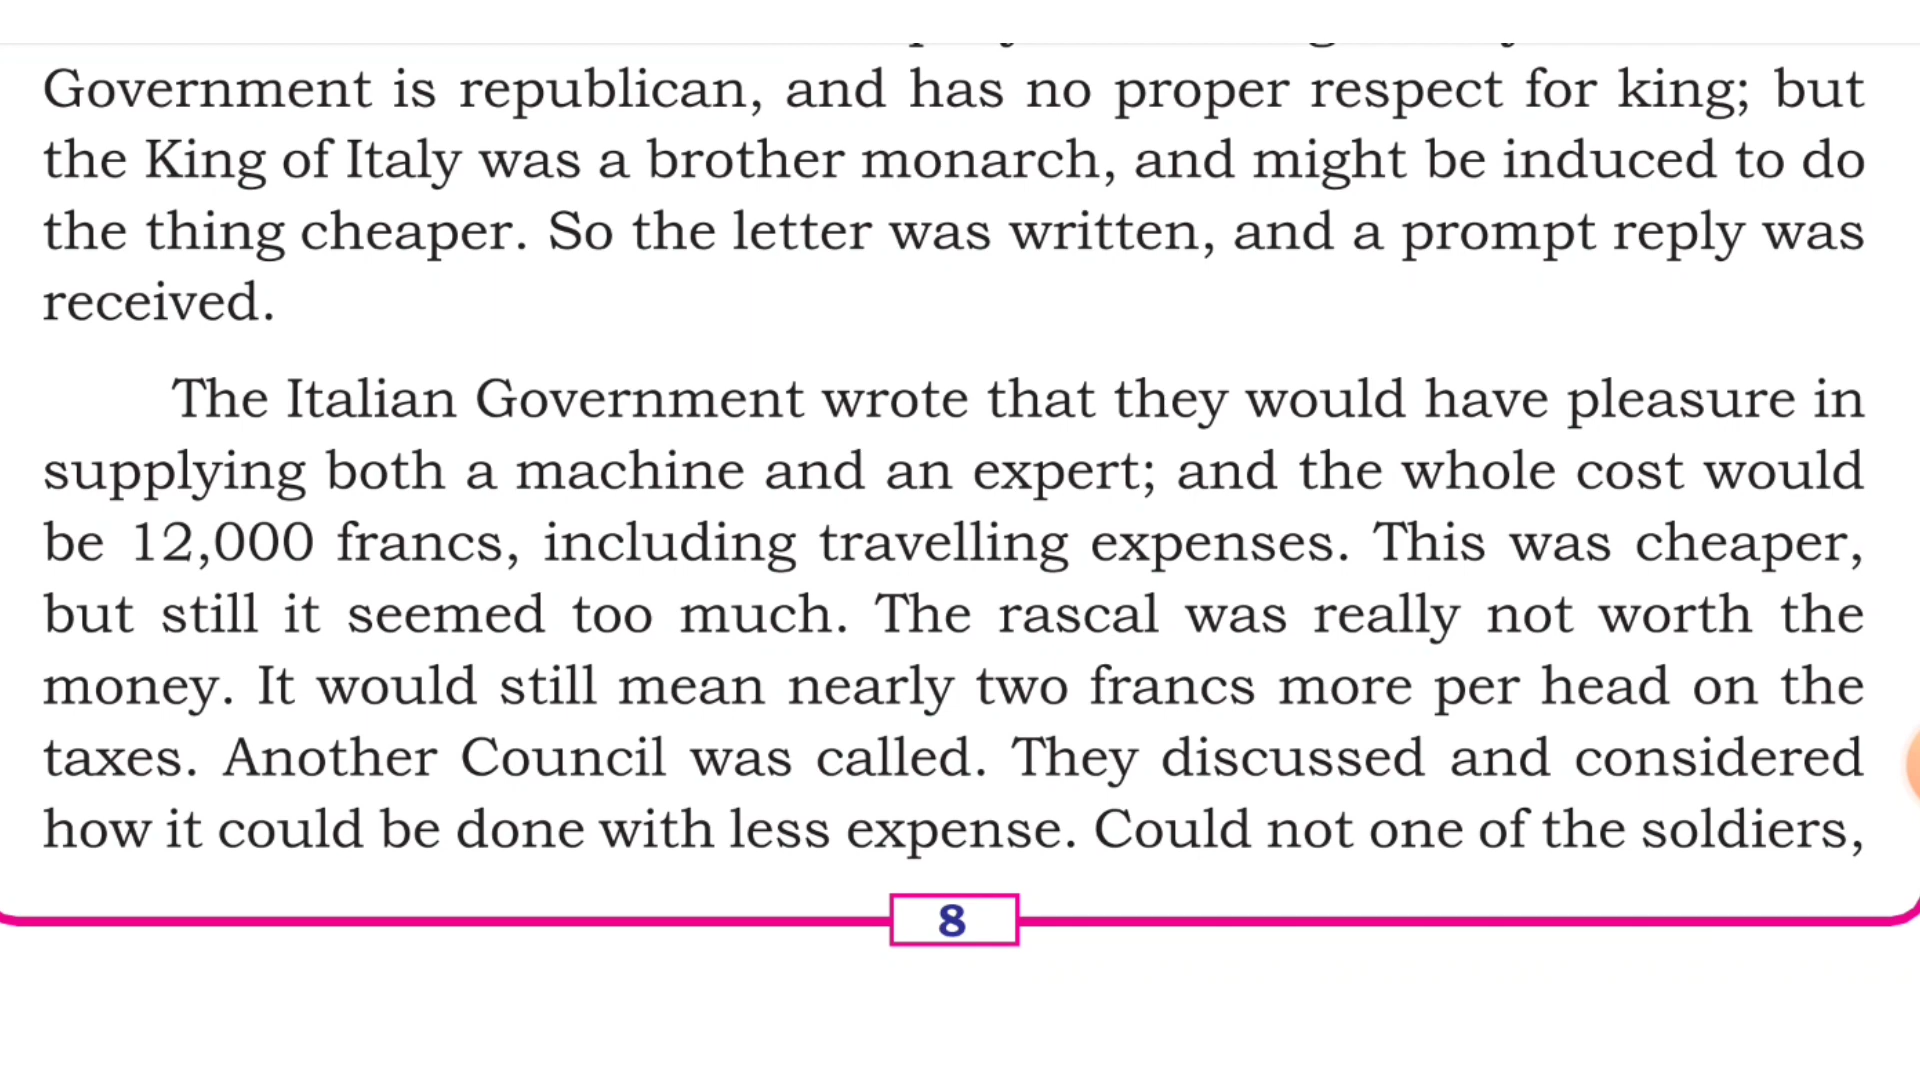 Government is republican, and has no proper respect for king; but
the King of Italy was a brother monarch, and might be induced to do
the thing cheaper. So the letter was written, and a prompt reply was
received.
The Italian Government wrote that they would have pleasure in
supplying both a machine and an expert; and the whole cost would
be 12,000 francs, including travelling expenses. This was cheaper,
but still it seemed too much. The rascal was really not worth the
money. It would still mean nearly two francs more per head on the
taxes. Another Council was called. They discussed and considered
how it could be done with less expense. Could not one of the soldiers,
8